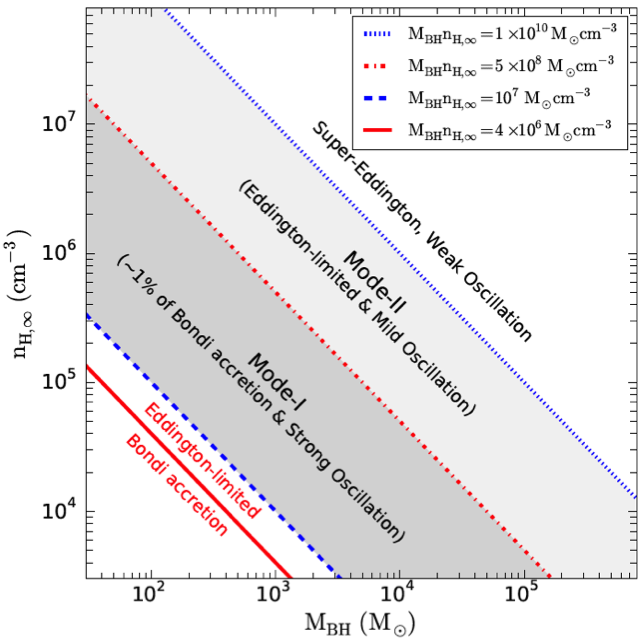 M_BH n_H,∞ = 1 × 10^10 M_⊙ cm^−3
M_BH n_H,∞ = 5 × 10^8 M_⊙ cm^−3
M_BH n_H,∞ = 10^7 M_⊙ cm^−3
M_BH n_H,∞ = 4 × 10^6 M_⊙ cm^−3
Super-Eddington, Weak Oscillation
Mode-II
(Eddington-limited & Mild Oscillation)
Mode-I
(~1% of Bondi accretion & Strong Oscillation)
Eddington-limited
Bondi accretion
n_H,∞ (cm^−3)
10^7
10^6
10^5
10^4
10^2 10^3 10^4 10^5
M_BH (M_⊙)